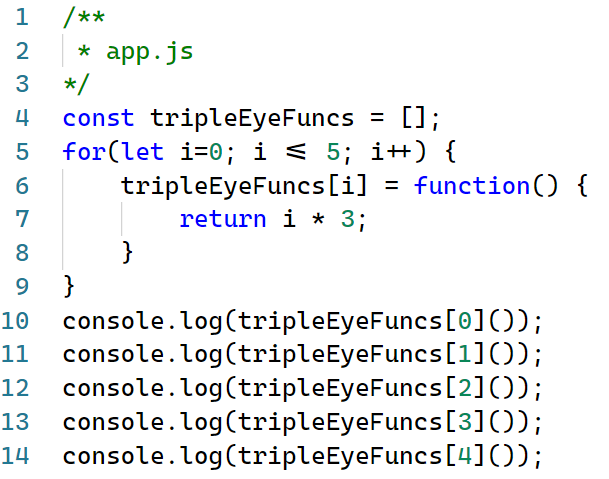 1 /**
2  * app.js
3 */
4 const tripleEyeFuncs = [];
5 for(let i=0; i <= 5; i++) {
6     tripleEyeFuncs[i] = function() {
7         return i * 3;
8     }
9 }
10 console.log(tripleEyeFuncs[0]());
11 console.log(tripleEyeFuncs[1]());
12 console.log(tripleEyeFuncs[2]());
13 console.log(tripleEyeFuncs[3]());
14 console.log(tripleEyeFuncs[4]());